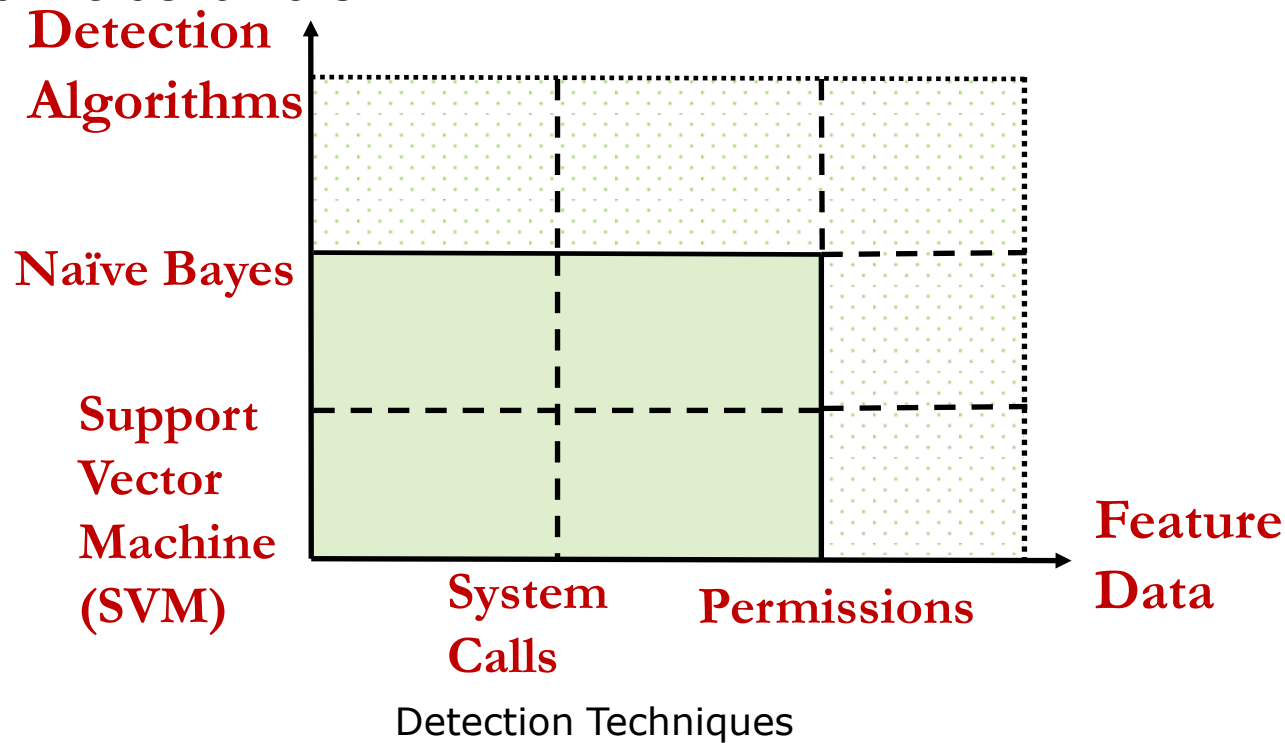 Detection
Algorithms
Naïve Bayes
Support
Vector
Machine
(SVM)
System
Calls
Permissions
Feature
Data
Detection Techniques